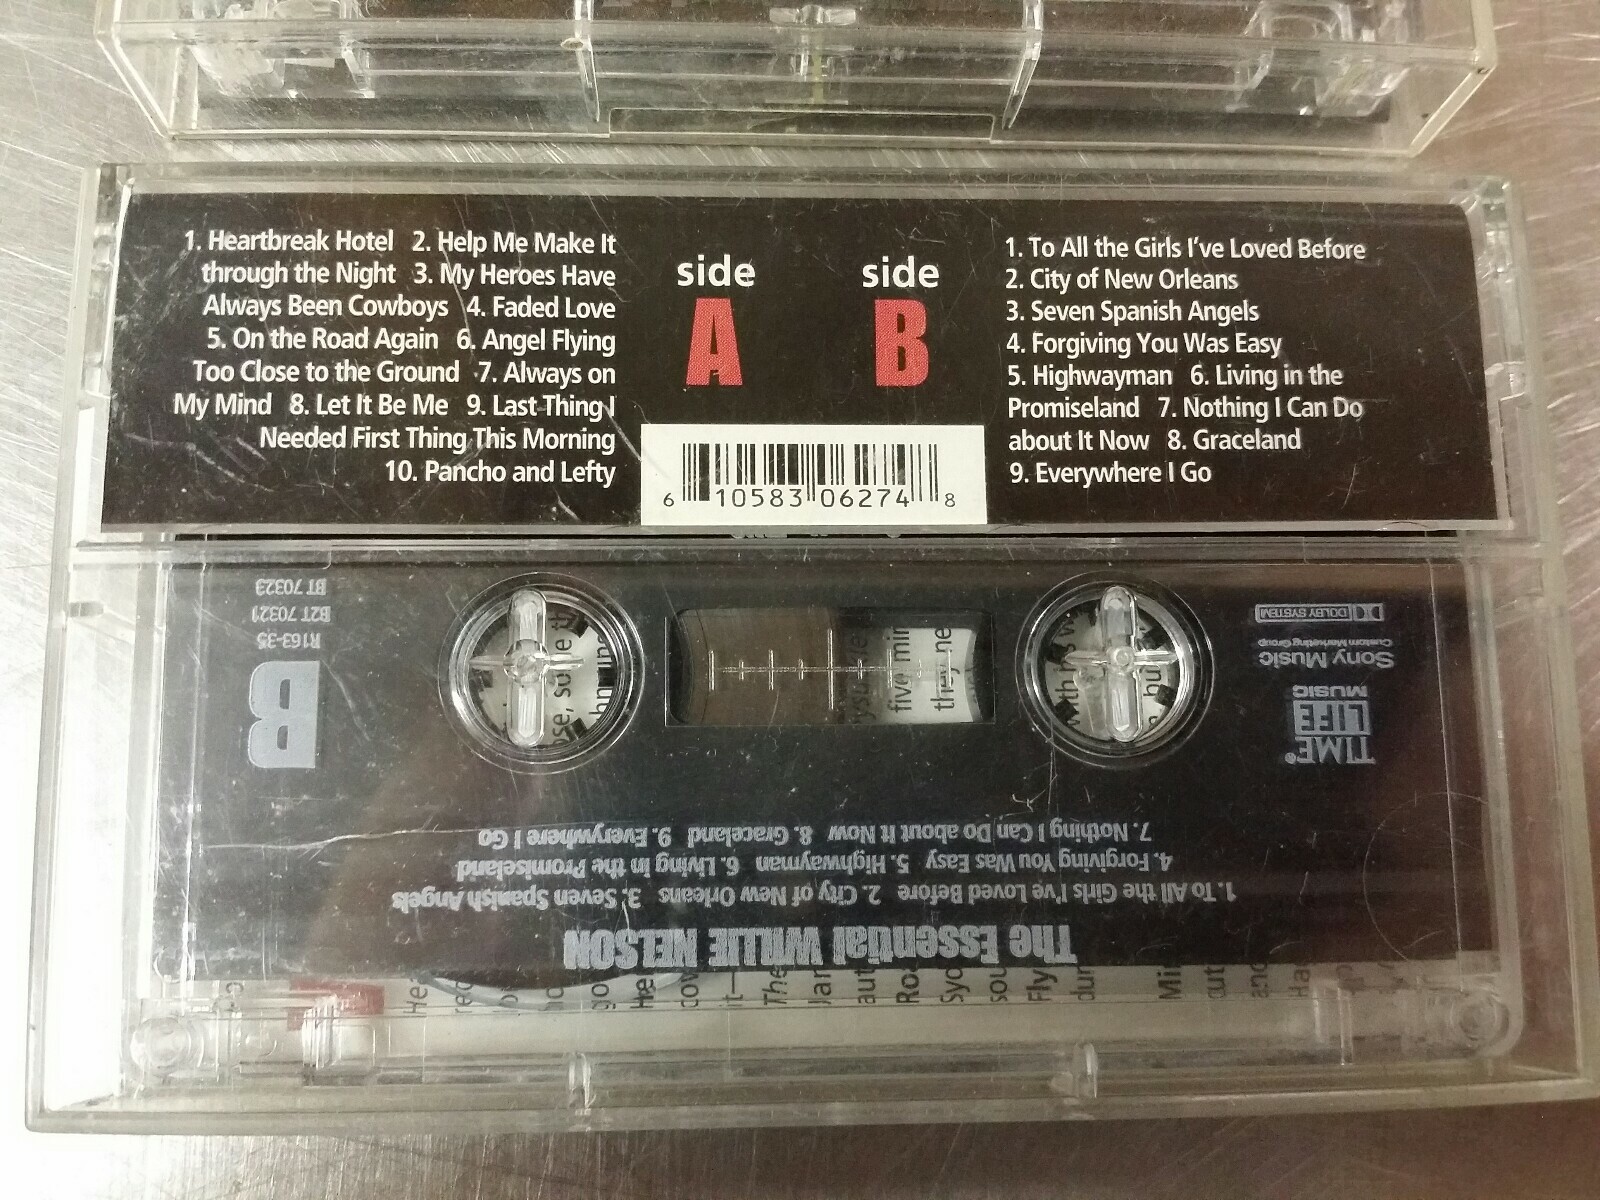 1. Heartbreak Hotel 2. Help Me Make It
through the Night 3. My Heroes Have
Always Been Cowboys 4. Faded Love
5. On the Road Again 6. Angel Flying
Too Close to the Ground 7. Always on
My Mind 8. Let It Be Me 9. Last Thing I
Needed First Thing This Morning
10. Pancho and Lefty
side
A
side
B
6 10583 06274 8
1. To All the Girls I've Loved Before
2. City of New Orleans
3. Seven Spanish Angels
4. Forgiving You Was Easy
5. Highwayman 6. Living in the
Promiseland 7. Nothing I Can Do
about It Now 8. Graceland
9. Everywhere I Go
The Essential WILLIE NELSON
1. To All the Girls I've Loved Before 2. City of New Orleans 3. Seven Spanish Angels
4. Forgiving You Was Easy 5. Highwayman 6. Living in the Promiseland
7. Nothing I Can Do about It Now 8. Graceland 9. Everywhere I Go
TIME®
LIFE
MUSIC
Sony Music
Custom Marketing Group
DOLBY SYSTEM
B
R163-35
B2T 70321
BT 70323
five min